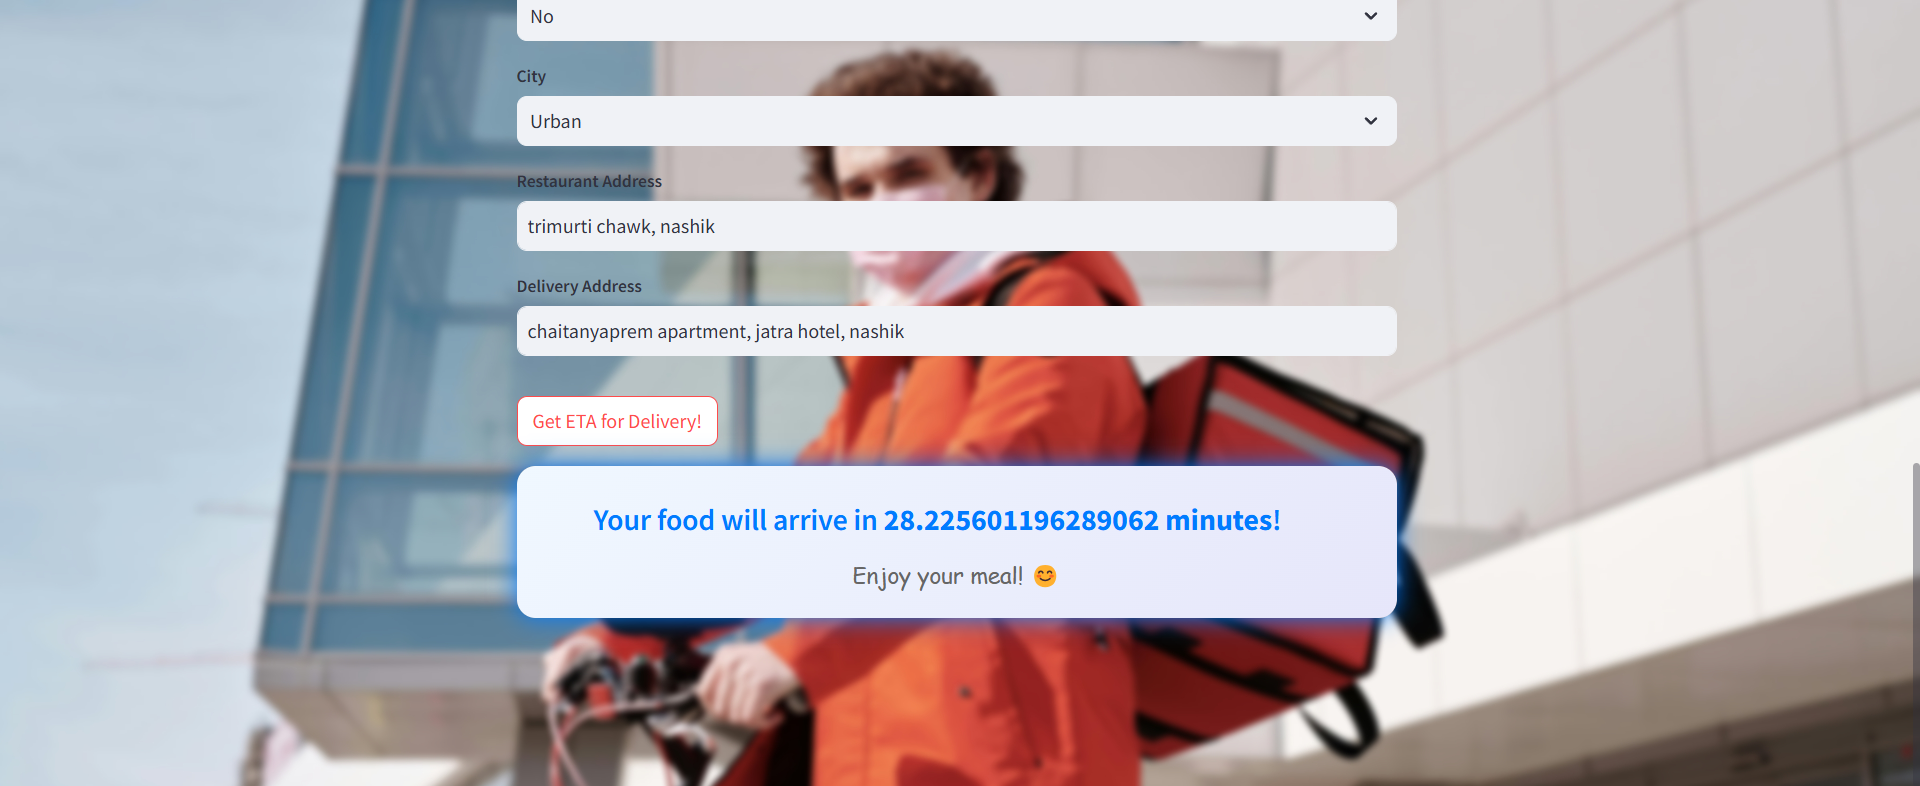 No
City
Urban
Restaurant Address
trimurti chawk, nashik
Delivery Address
chaitanyaprem apartment, jatra hotel, nashik
Get ETA for Delivery!
Your food will arrive in 28.225601196289062 minutes!
Enjoy your meal! 😊